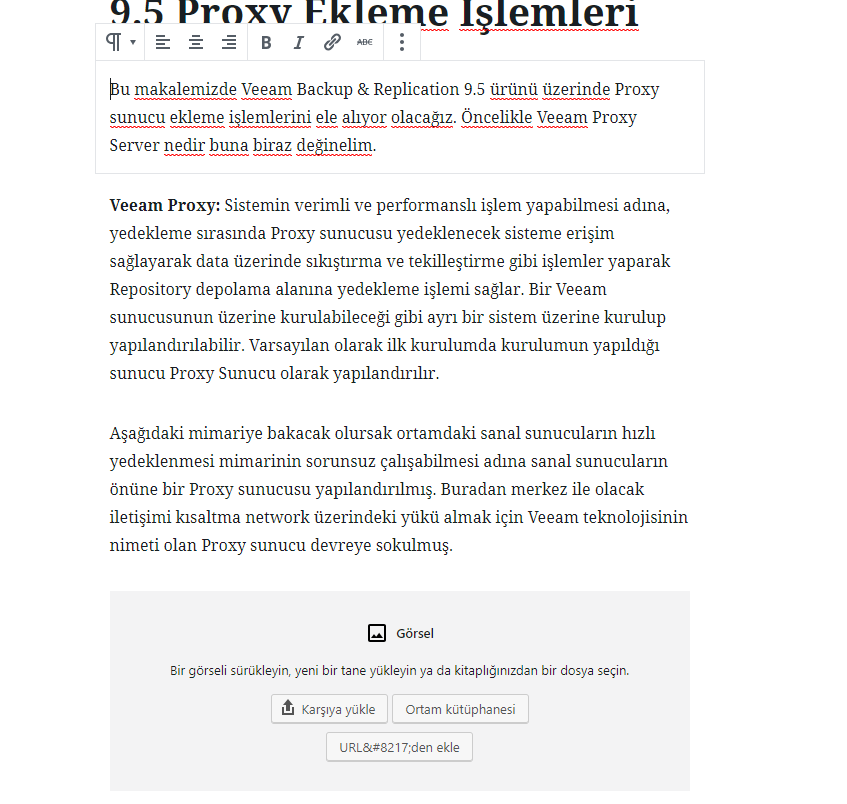 9.5 Proxy Ekleme İşlemleri
B I ABC
Bu makalemizde Veeam Backup & Replication 9.5 ürünü üzerinde Proxy
sunucu ekleme işlemlerini ele alıyor olacağız. Öncelikle Veeam Proxy
Server nedir buna biraz değinelim.
Veeam Proxy: Sistemin verimli ve performanslı işlem yapabilmesi adına,
yedekleme sırasında Proxy sunucusu yedeklenecek sisteme erişim
sağlayarak data üzerinde sıkıştırma ve tekilleştirme gibi işlemler yaparak
Repository depolama alanına yedekleme işlemi sağlar. Bir Veeam
sunucusunun üzerine kurulabileceği gibi ayrı bir sistem üzerine kurulup
yapılandırılabilir. Varsayılan olarak ilk kurulumda kurulumun yapıldığı
sunucu Proxy Sunucu olarak yapılandırılır.
Aşağıdaki mimariye bakacak olursak ortamdaki sanal sunucuların hızlı
yedeklenmesi mimarinin sorunsuz çalışabilmesi adına sanal sunucuların
önüne bir Proxy sunucusu yapılandırılmış. Buradan merkez ile olacak
iletişimi kısaltma network üzerindeki yükü almak için Veeam teknolojisinin
nimeti olan Proxy sunucu devreye sokulmuş.
Görsel
Bir görseli sürükleyin, yeni bir tane yükleyin ya da kitaplığınızdan bir dosya seçin.
Karşıya yükle
Ortam kütüphanesi
URL&#8217;den ekle